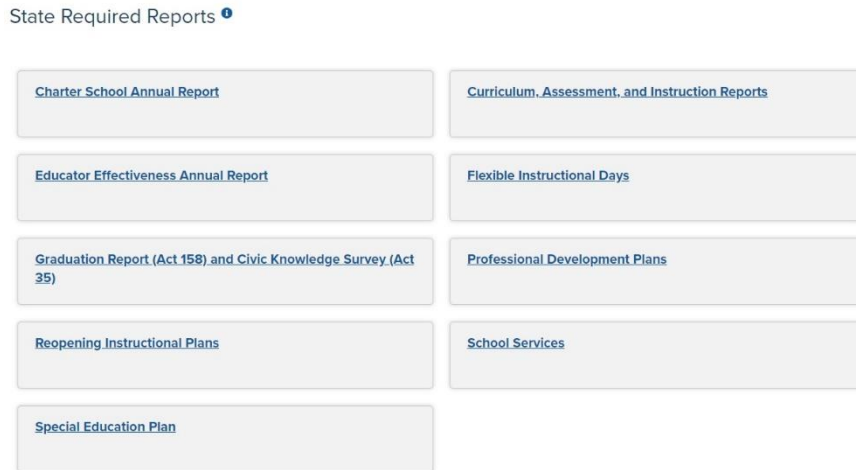 State Required Reports
Charter School Annual Report
Curriculum, Assessment, and Instruction Reports
Educator Effectiveness Annual Report
Flexible Instructional Days
Graduation Report (Act 158) and Civic Knowledge Survey (Act
35)
Professional Development Plans
Reopening Instructional Plans
School Services
Special Education Plan